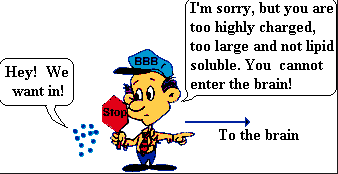 Hey!  We
want in!
BBB
Stop
I'm sorry, but you are
too highly charged,
too large and not lipid
soluble. You  cannot
enter the brain!
To the brain